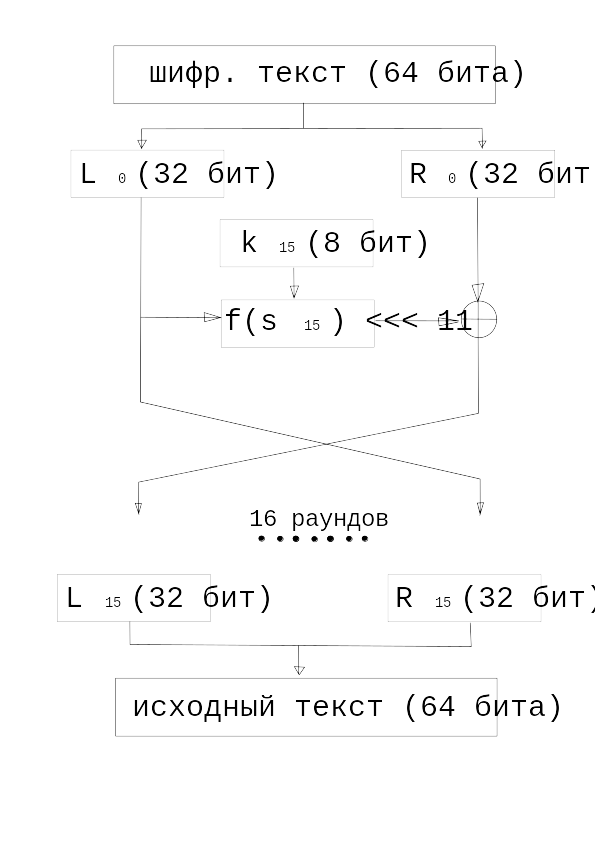 шифр. текст (64 бита)
L 0 (32 бит)
R 0 (32 бит
k 15 (8 бит)
f(s 15 ) <<< 11
16 раундов
L 15 (32 бит)
R 15 (32 бит)
исходный текст (64 бита)